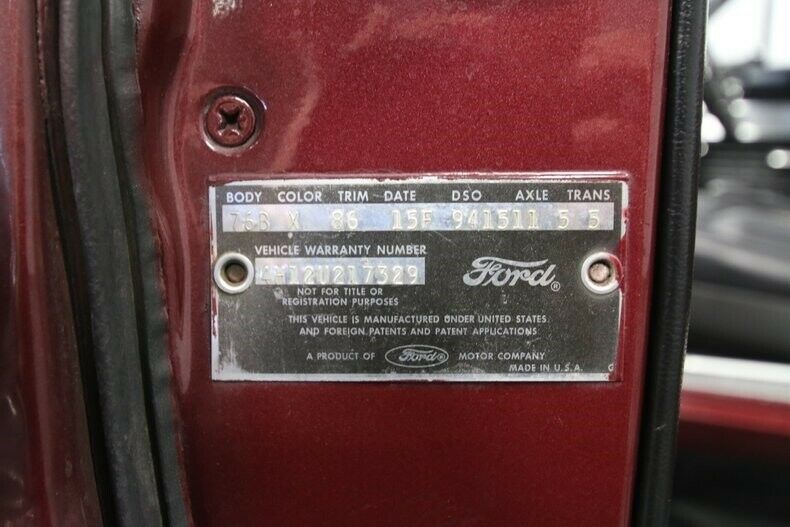 BODY COLOR TRIM DATE DSO AXLE TRANS
76B X 86 15F 941511 5 5
VEHICLE WARRANTY NUMBER
4H12U217329
Ford®
NOT FOR TITLE OR
REGISTRATION PURPOSES
THIS VEHICLE IS MANUFACTURED UNDER UNITED STATES
AND FOREIGN PATENTS AND PATENT APPLICATIONS
A PRODUCT OF Ford® MOTOR COMPANY
MADE IN U.S.A. G